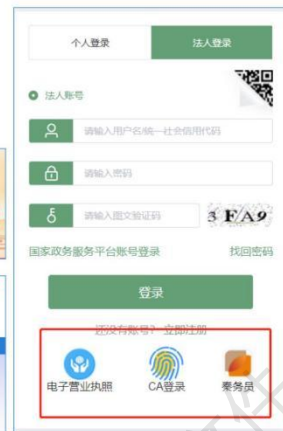 个人登录 法人登录
法人账号
请输入用户名/统一社会信用代码
请输入密码
请输入图文验证码 3 F/A9
国家政务服务平台账号登录 找回密码
登录
还没有账号？ 立即注册
电子营业执照 CA登录 秦务员